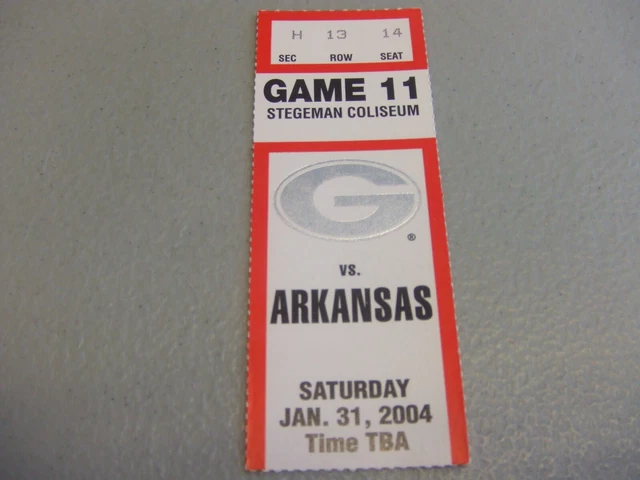 H 13 14
SEC ROW SEAT
GAME 11
STEGEMAN COLISEUM
G
®
VS.
ARKANSAS
SATURDAY
JAN. 31, 2004
Time TBA